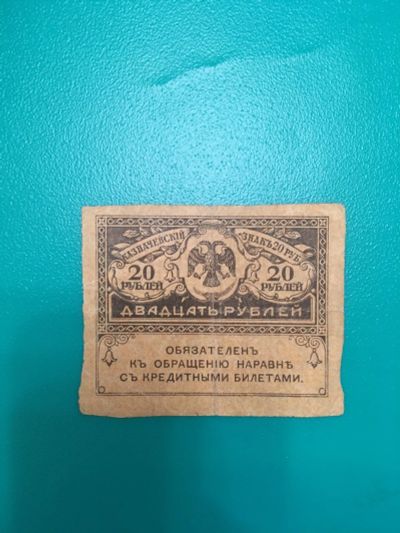 КАЗНАЧЕЙСКІЙ ЗНАКЪ 20 РУБ.
20 20
РУБЛЕЙ РУБЛЕЙ
ДВАДЦАТЬ РУБЛЕЙ
ОБЯЗАТЕЛЕНЪ
КЪ ОБРАЩЕНІЮ НАРАВНѢ
СЪ КРЕДИТНЫМИ БИЛЕТАМИ.